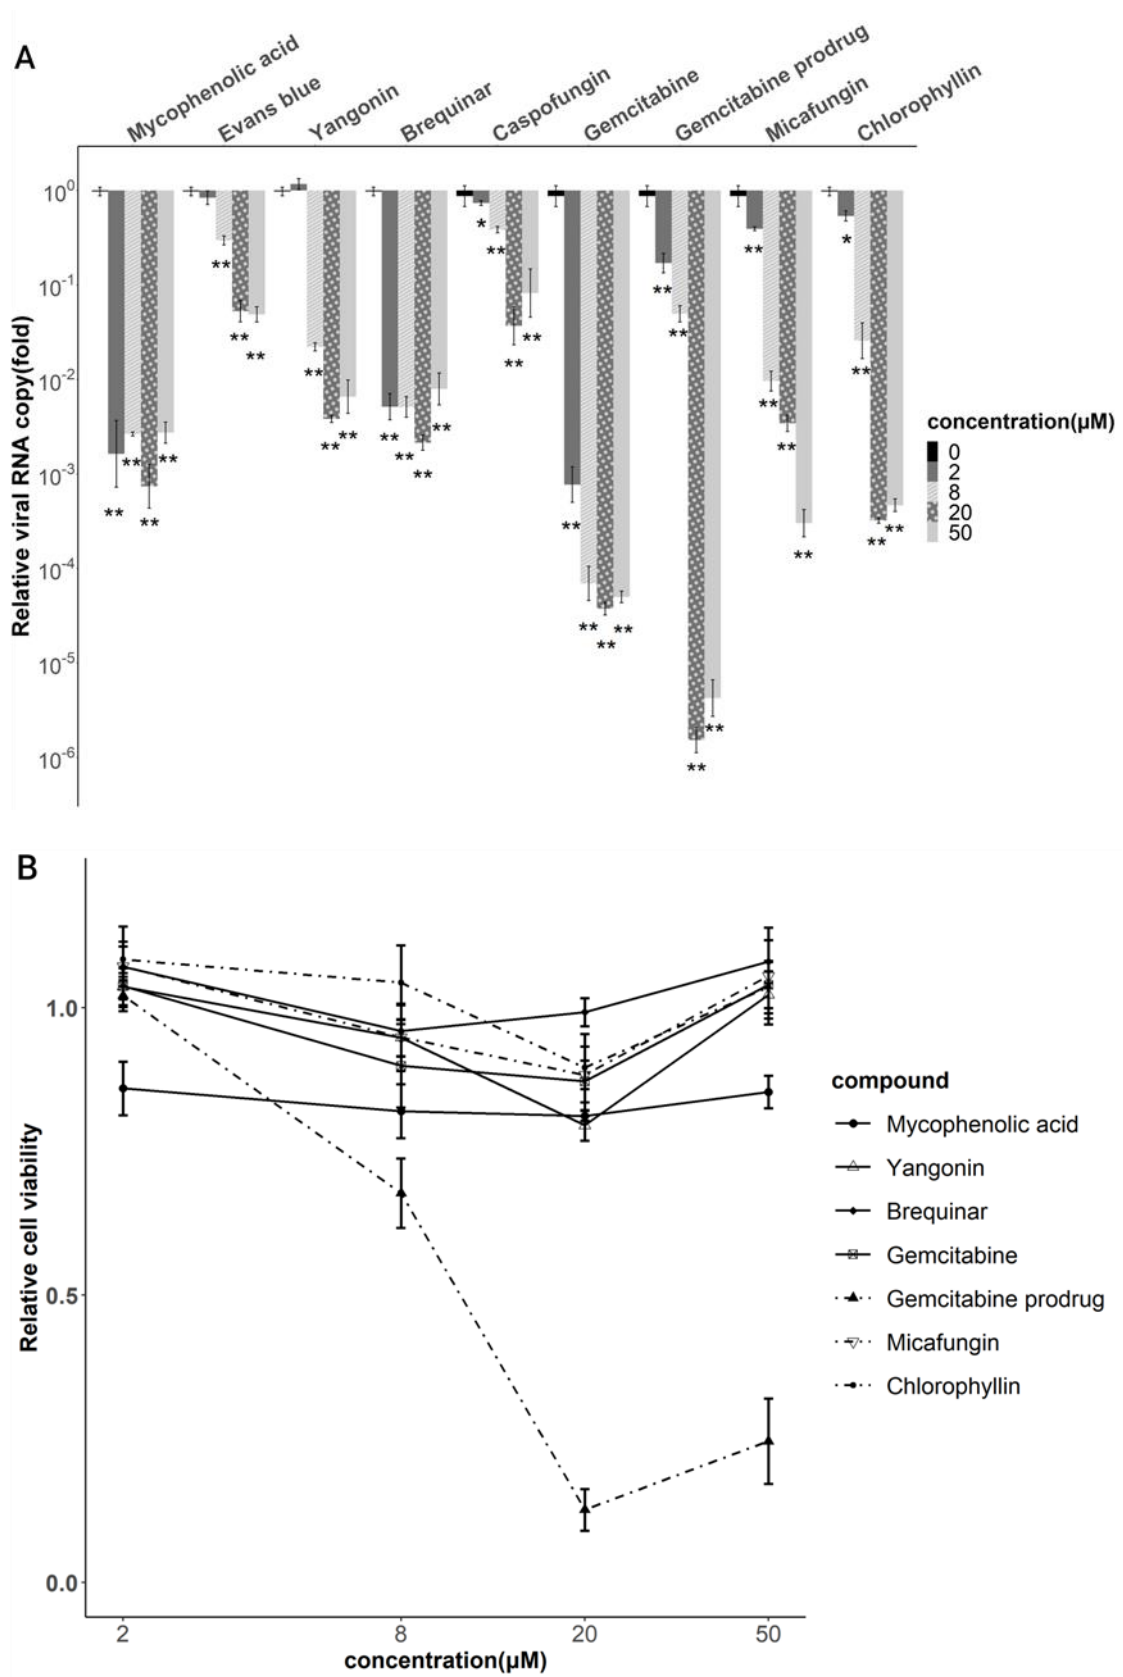 A
Mycophenolic acid
Evans blue
Yangonin
Brequinar
Caspofungin
Gemcitabine
Gemcitabine prodrug
Micafungin
Chlorophyllin
Relative viral RNA copy(fold)
10^0
10^-1
10^-2
10^-3
10^-4
10^-5
10^-6
** ** ** **
** ** **
** ** **
** ** ** **
* ** ** **
** ** ** **
** ** ** **
** ** ** **
* ** ** **
concentration(μM)
0
2
8
20
50
B
Relative cell viability
1.0
0.5
0.0
2 8 20 50
concentration(μM)
compound
Mycophenolic acid
Yangonin
Brequinar
Gemcitabine
Gemcitabine prodrug
Micafungin
Chlorophyllin